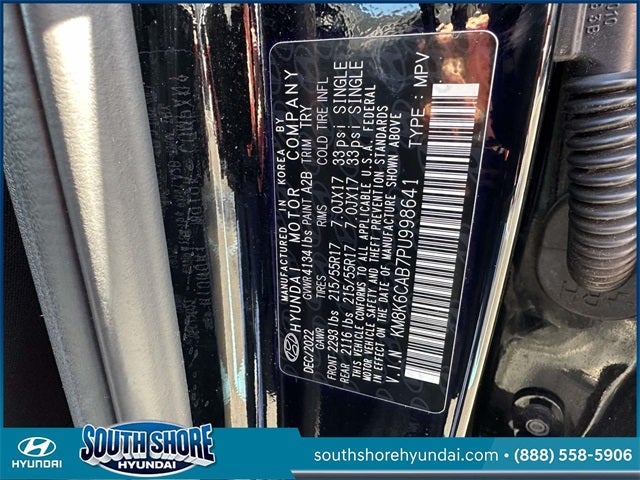 MANUFACTURED IN KOREA BY
HYUNDAI MOTOR COMPANY
DEC/2022 GVWR 4134 lbs PAINT A2B TRIM TRY
GAWR TIRES RIMS COLD TIRE INFL
FRONT 2293 lbs 215/55R17 7.0JX17 33psi SINGLE
REAR 2116 lbs 215/55R17 7.0JX17 33psi SINGLE
THIS VEHICLE CONFORMS TO ALL APPLICABLE U.S.A. FEDERAL
MOTOR VEHICLE SAFETY AND THEFT PREVENTION STANDARDS
IN EFFECT ON THE DATE OF MANUFACTURE SHOWN ABOVE
V.I.N KM8K6CAB7PU998641 TYPE : MPV
HYUNDAI
SOUTH SHORE
HYUNDAI
southshorehyundai.com • (888) 558-5906